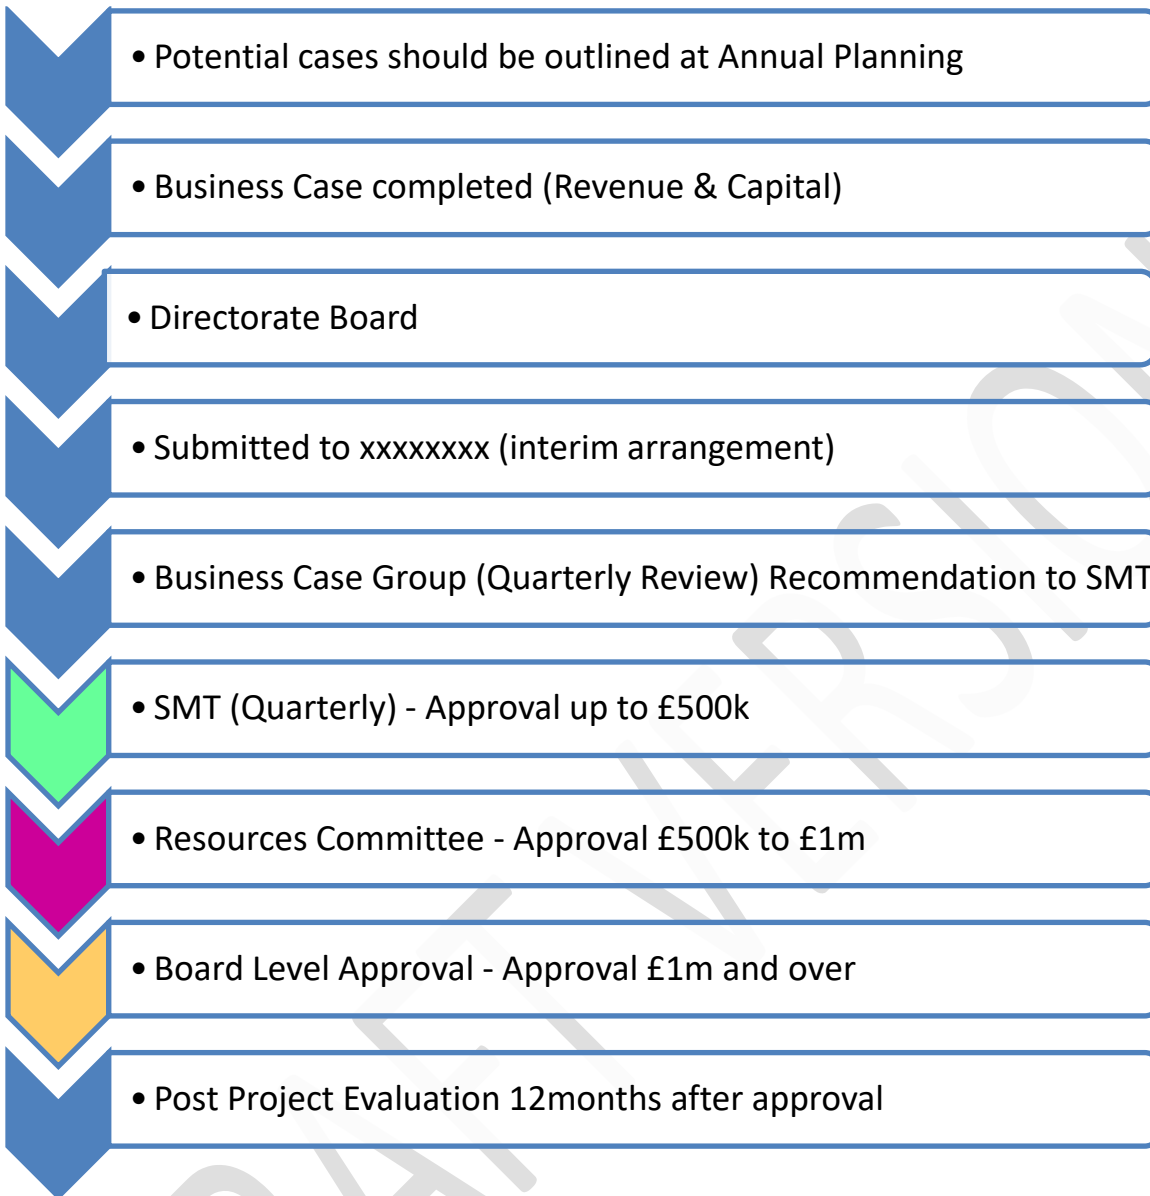 • Potential cases should be outlined at Annual Planning
• Business Case completed (Revenue & Capital)
• Directorate Board
• Submitted to xxxxxxxx (interim arrangement)
• Business Case Group (Quarterly Review) Recommendation to SMT
• SMT (Quarterly) - Approval up to £500k
• Resources Committee - Approval £500k to £1m
• Board Level Approval - Approval £1m and over
• Post Project Evaluation 12months after approval
RAFT VERSION